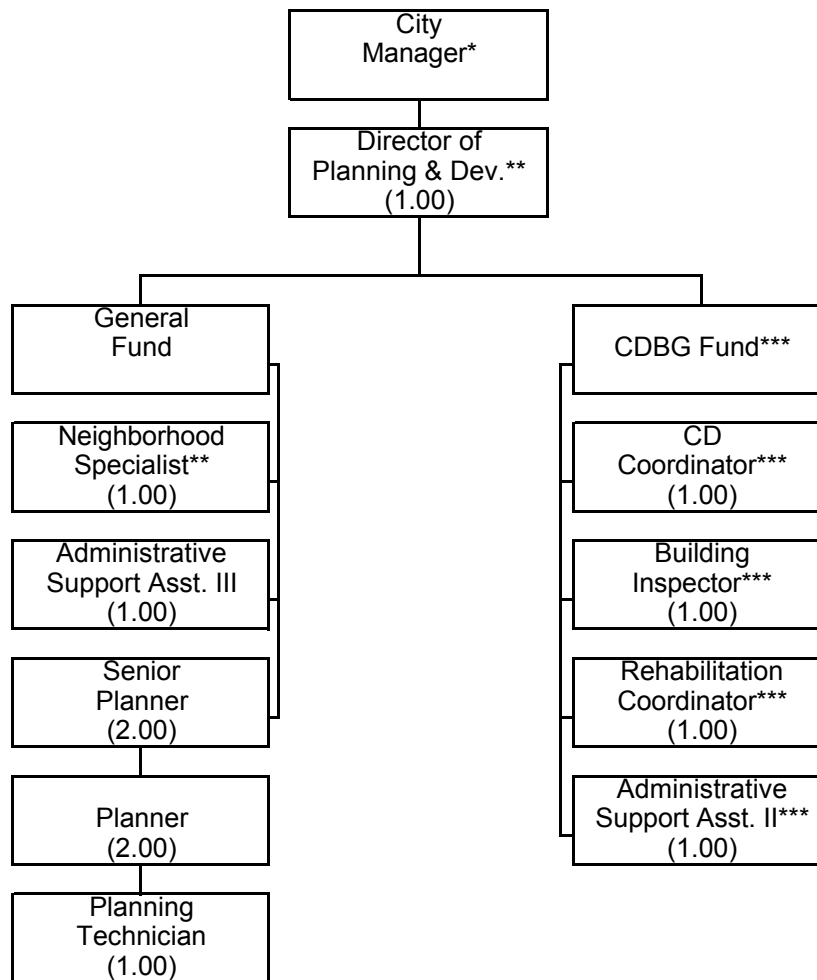 City
Manager*
Director of
Planning & Dev.**
(1.00)
General
Fund
Neighborhood
Specialist**
(1.00)
Administrative
Support Asst. III
(1.00)
Senior
Planner
(2.00)
Planner
(2.00)
Planning
Technician
(1.00)
CDBG Fund***
CD
Coordinator***
(1.00)
Building
Inspector***
(1.00)
Rehabilitation
Coordinator***
(1.00)
Administrative
Support Asst. II***
(1.00)